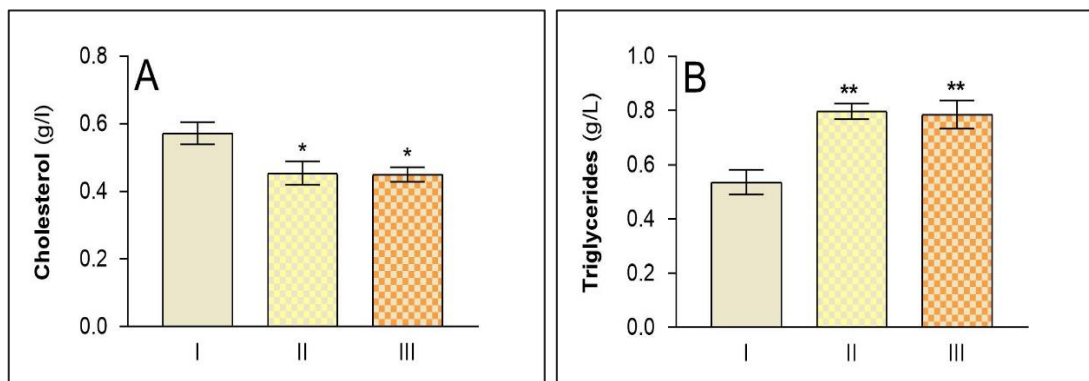 A
Cholesterol (g/l)
0.8
0.6
0.4
0.2
0.0
*
*
I
II
III
B
Triglycerides (g/L)
1.0
0.8
0.6
0.4
0.2
0.0
**
**
I
II
III